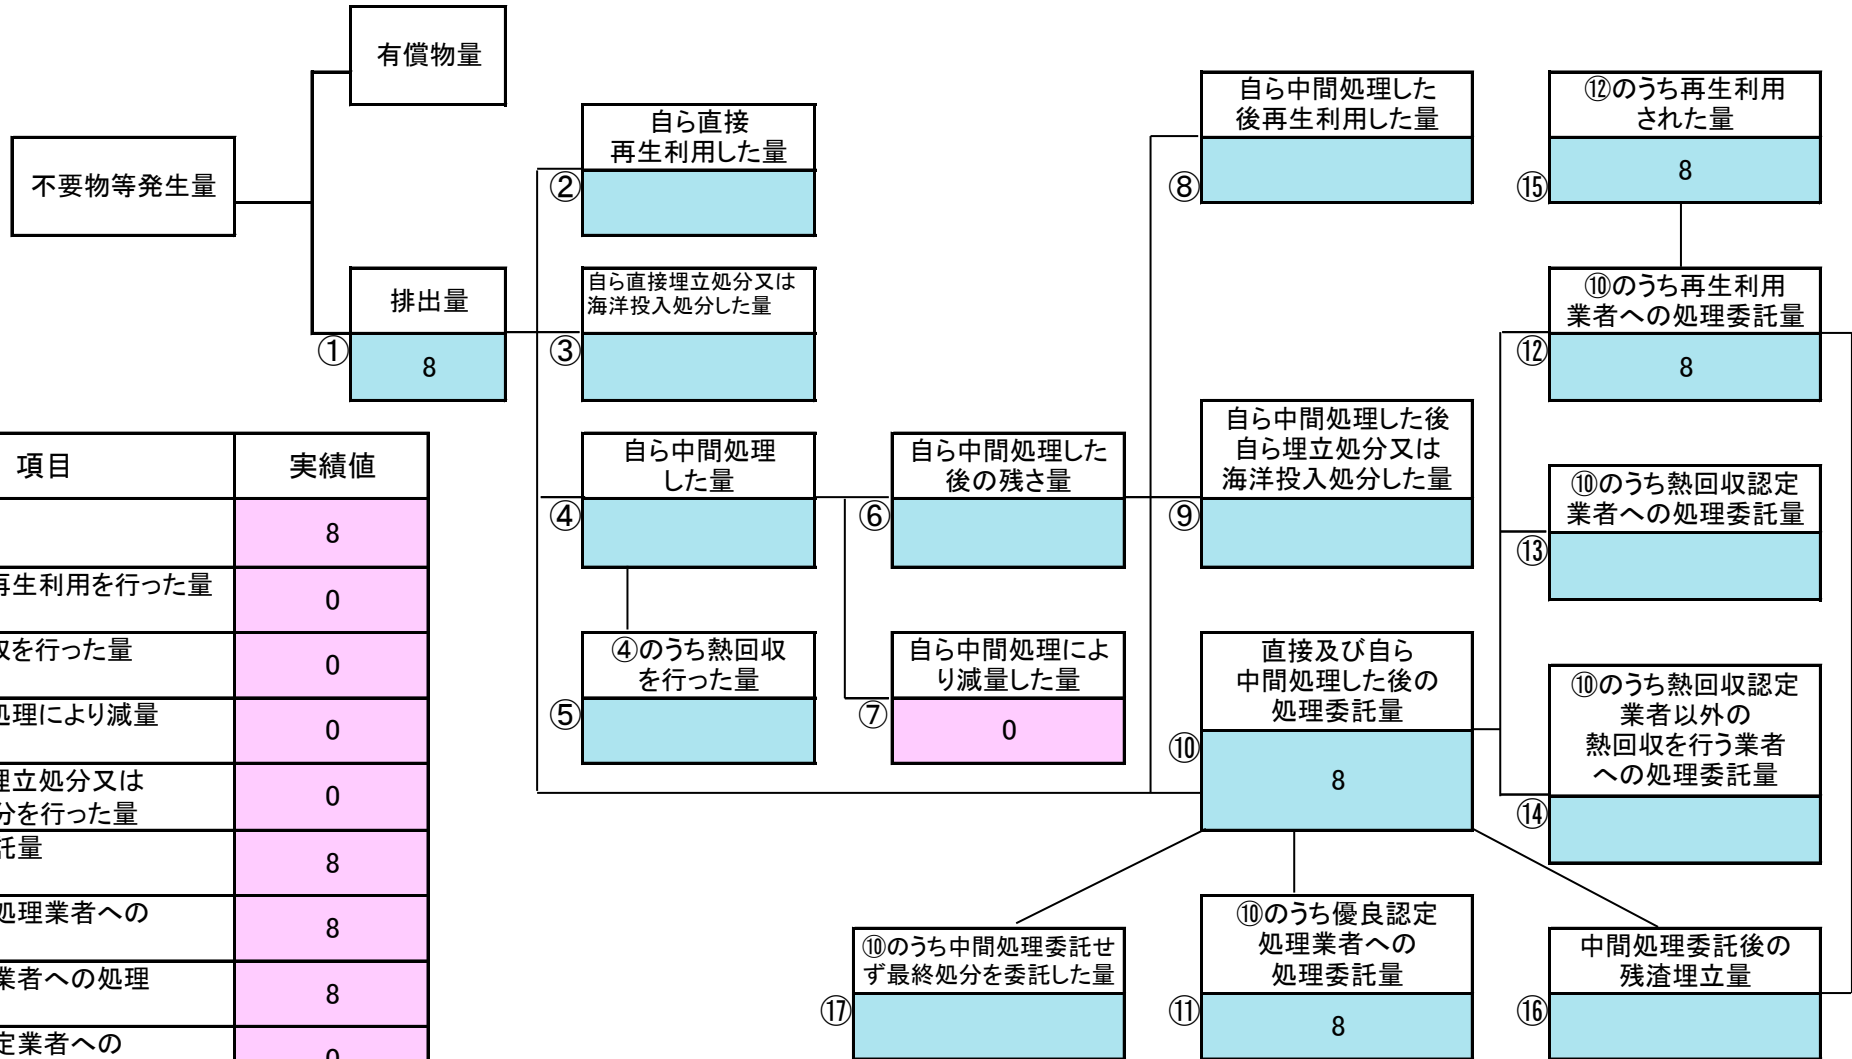 有償物量
不要物等発生量
排出量
①
8
自ら直接
再生利用した量
②
自ら直接埋立処分又は
海洋投入処分した量
③
自ら中間処理
した量
④
④のうち熱回収
を行った量
⑤
自ら中間処理した
後の残さ量
⑥
自ら中間処理によ
り減量した量
⑦
0
自ら中間処理した
後再生利用した量
⑧
自ら中間処理した後
自ら埋立処分又は
海洋投入処分した量
⑨
直接及び自ら
中間処理した後の
処理委託量
⑩
8
⑩のうち優良認定
処理業者への
処理委託量
⑪
8
⑩のうち中間処理委託せ
ず最終処分を委託した量
⑰
⑫のうち再生利用
された量
⑮
8
⑩のうち再生利用
業者への処理委託量
⑫
8
⑩のうち熱回収認定
業者への処理委託量
⑬
⑩のうち熱回収認定
業者以外の
熱回収を行う業者
への処理委託量
⑭
中間処理委託後の
残渣埋立量
⑯
項目 実績値
8
再生利用を行った量 0
を行った量 0
処理により減量 0
埋立処分又は
分を行った量 0
託量 8
処理業者への 8
業者への処理 8
定業者への 0